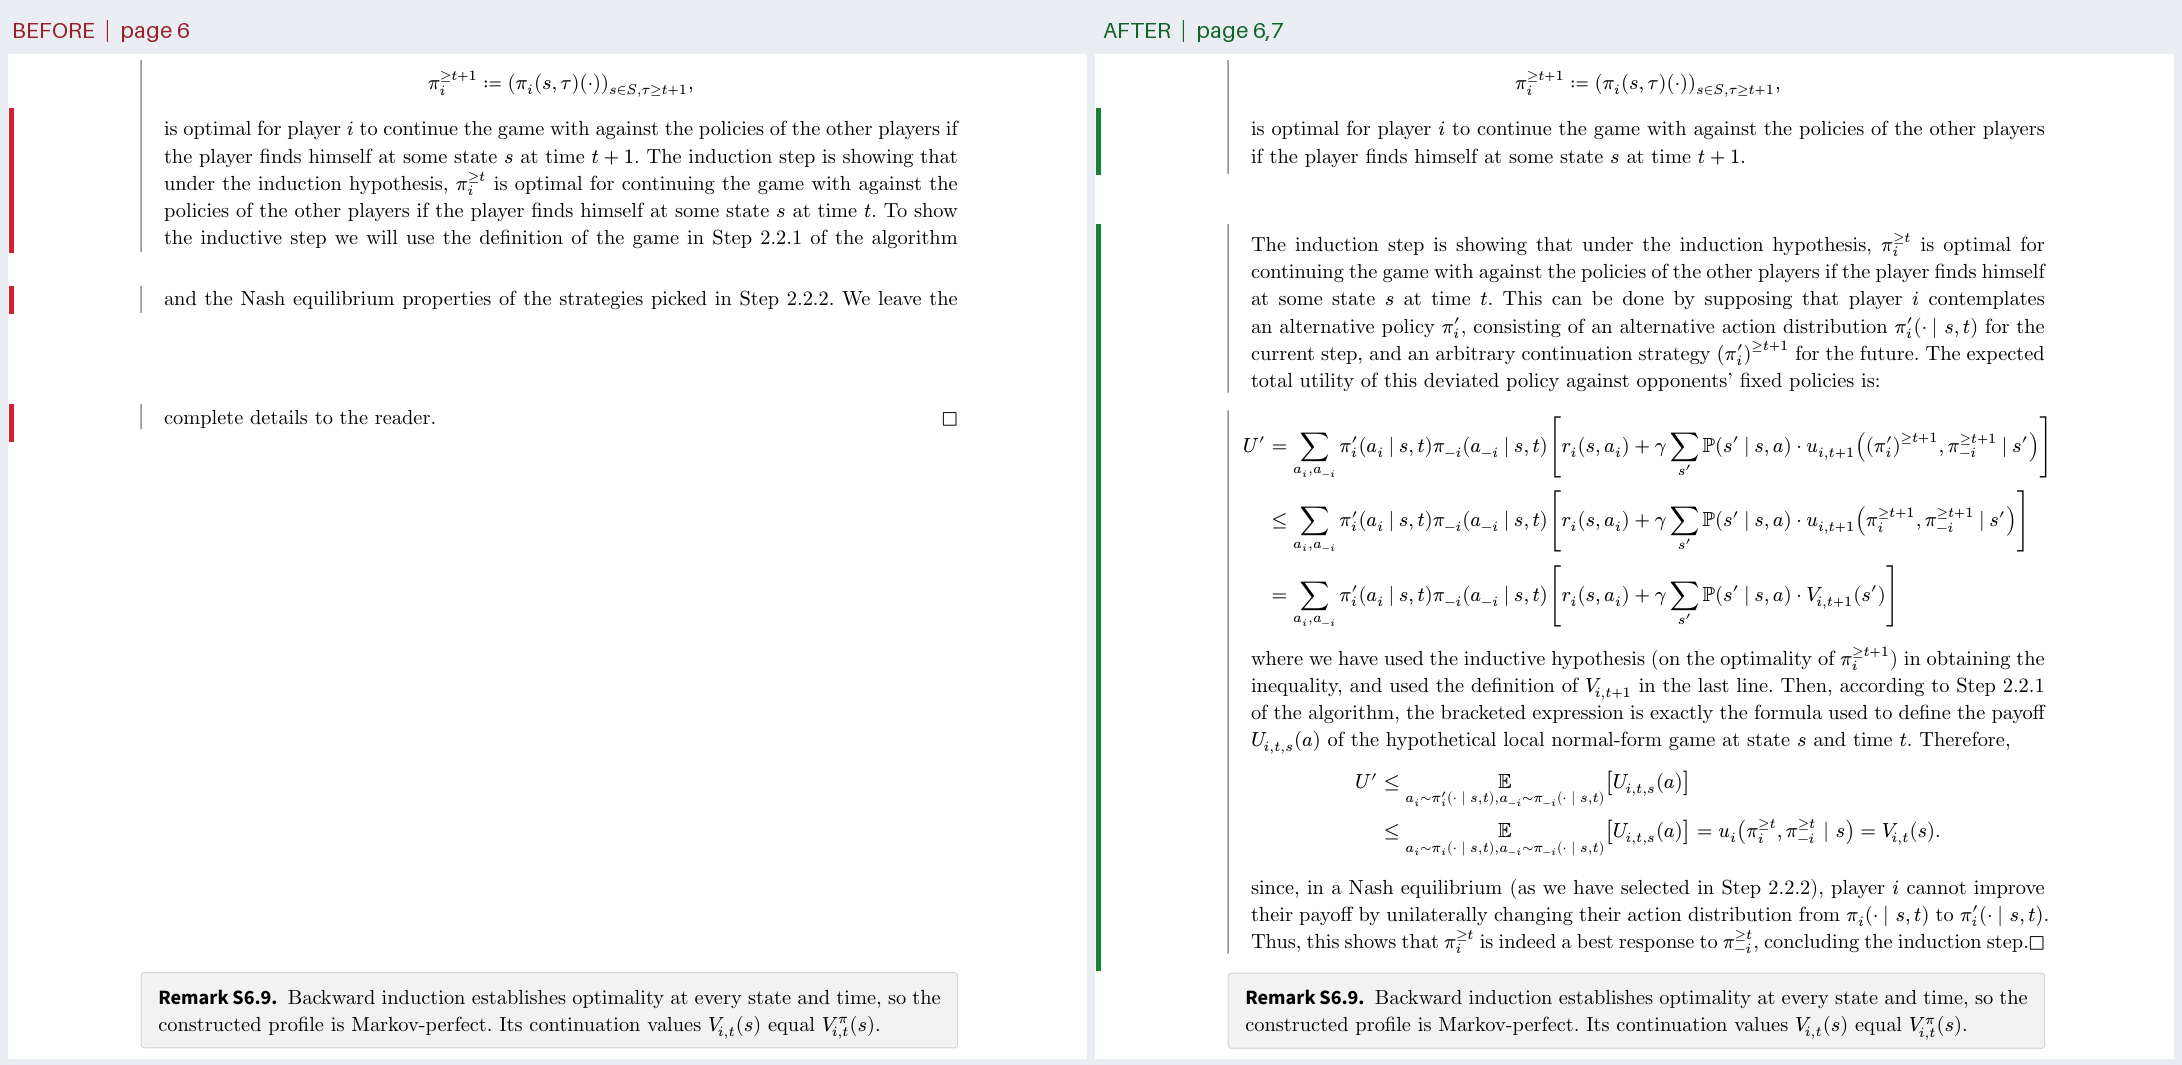 BEFORE | page 6
π_i^{≥t+1} := (π_i(s, τ)(·))_{s∈S,τ≥t+1},
is optimal for player i to continue the game with against the policies of the other players if
the player finds himself at some state s at time t + 1. The induction step is showing that
under the induction hypothesis, π_i^{≥t} is optimal for continuing the game with against the
policies of the other players if the player finds himself at some state s at time t. To show
the inductive step we will use the definition of the game in Step 2.2.1 of the algorithm
and the Nash equilibrium properties of the strategies picked in Step 2.2.2. We leave the
complete details to the reader. □
Remark S6.9. Backward induction establishes optimality at every state and time, so the
constructed profile is Markov-perfect. Its continuation values V_{i,t}(s) equal V_{i,t}^π(s).
AFTER | page 6,7
π_i^{≥t+1} := (π_i(s, τ)(·))_{s∈S,τ≥t+1},
is optimal for player i to continue the game with against the policies of the other players
if the player finds himself at some state s at time t + 1.
The induction step is showing that under the induction hypothesis, π_i^{≥t} is optimal for
continuing the game with against the policies of the other players if the player finds himself
at some state s at time t. This can be done by supposing that player i contemplates
an alternative policy π′_i, consisting of an alternative action distribution π′_i(· | s, t) for the
current step, and an arbitrary continuation strategy (π′_i)^{≥t+1} for the future. The expected
total utility of this deviated policy against opponents’ fixed policies is:
U′ = ∑_{a_i,a_{−i}} π′_i(a_i | s, t)π_{−i}(a_{−i} | s, t) [r_i(s, a_i) + γ ∑_{s′} ℙ(s′ | s, a) · u_{i,t+1}((π′_i)^{≥t+1}, π_{−i}^{≥t+1} | s′)]
≤ ∑_{a_i,a_{−i}} π′_i(a_i | s, t)π_{−i}(a_{−i} | s, t) [r_i(s, a_i) + γ ∑_{s′} ℙ(s′ | s, a) · u_{i,t+1}(π_i^{≥t+1}, π_{−i}^{≥t+1} | s′)]
= ∑_{a_i,a_{−i}} π′_i(a_i | s, t)π_{−i}(a_{−i} | s, t) [r_i(s, a_i) + γ ∑_{s′} ℙ(s′ | s, a) · V_{i,t+1}(s′)]
where we have used the inductive hypothesis (on the optimality of π_i^{≥t+1}) in obtaining the
inequality, and used the definition of V_{i,t+1} in the last line. Then, according to Step 2.2.1
of the algorithm, the bracketed expression is exactly the formula used to define the payoff
U_{i,t,s}(a) of the hypothetical local normal-form game at state s and time t. Therefore,
U′ ≤ 𝔼_{a_i∼π′_i(· | s,t),a_{−i}∼π_{−i}(· | s,t)} [U_{i,t,s}(a)]
≤ 𝔼_{a_i∼π_i(· | s,t),a_{−i}∼π_{−i}(· | s,t)} [U_{i,t,s}(a)] = u_i(π_i^{≥t}, π_{−i}^{≥t} | s) = V_{i,t}(s).
since, in a Nash equilibrium (as we have selected in Step 2.2.2), player i cannot improve
their payoff by unilaterally changing their action distribution from π_i(· | s, t) to π′_i(· | s, t).
Thus, this shows that π_i^{≥t} is indeed a best response to π_{−i}^{≥t}, concluding the induction step.□
Remark S6.9. Backward induction establishes optimality at every state and time, so the
constructed profile is Markov-perfect. Its continuation values V_{i,t}(s) equal V_{i,t}^π(s).